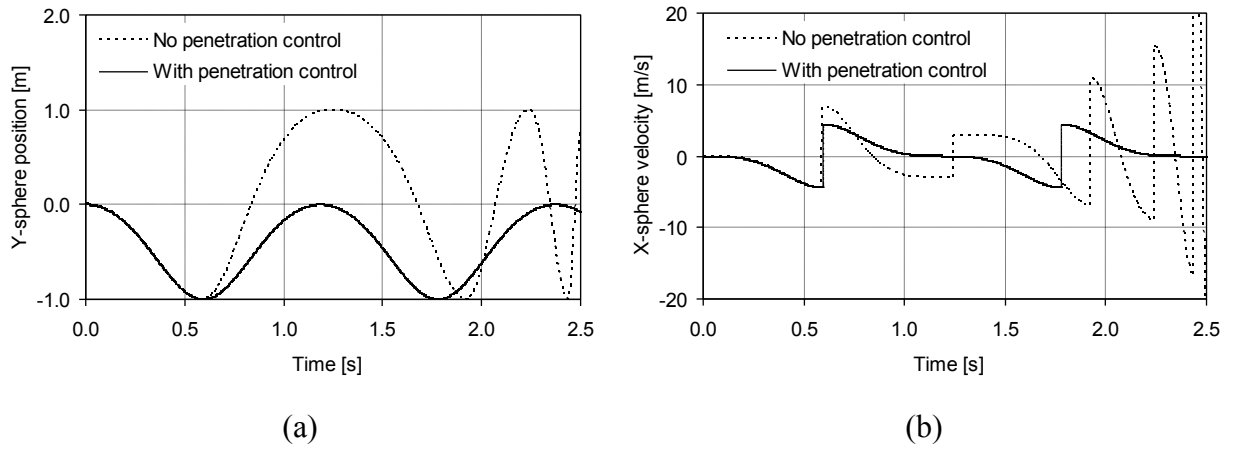 2.0
No penetration control
With penetration control
1.0
0.0
-1.0
0.0
0.5
1.0
1.5
2.0
2.5
Y-sphere position [m]
Time [s]
(a)
20
No penetration control
With penetration control
10
0
-10
-20
0.0
0.5
1.0
1.5
2.0
2.5
X-sphere velocity [m/s]
Time [s]
(b)